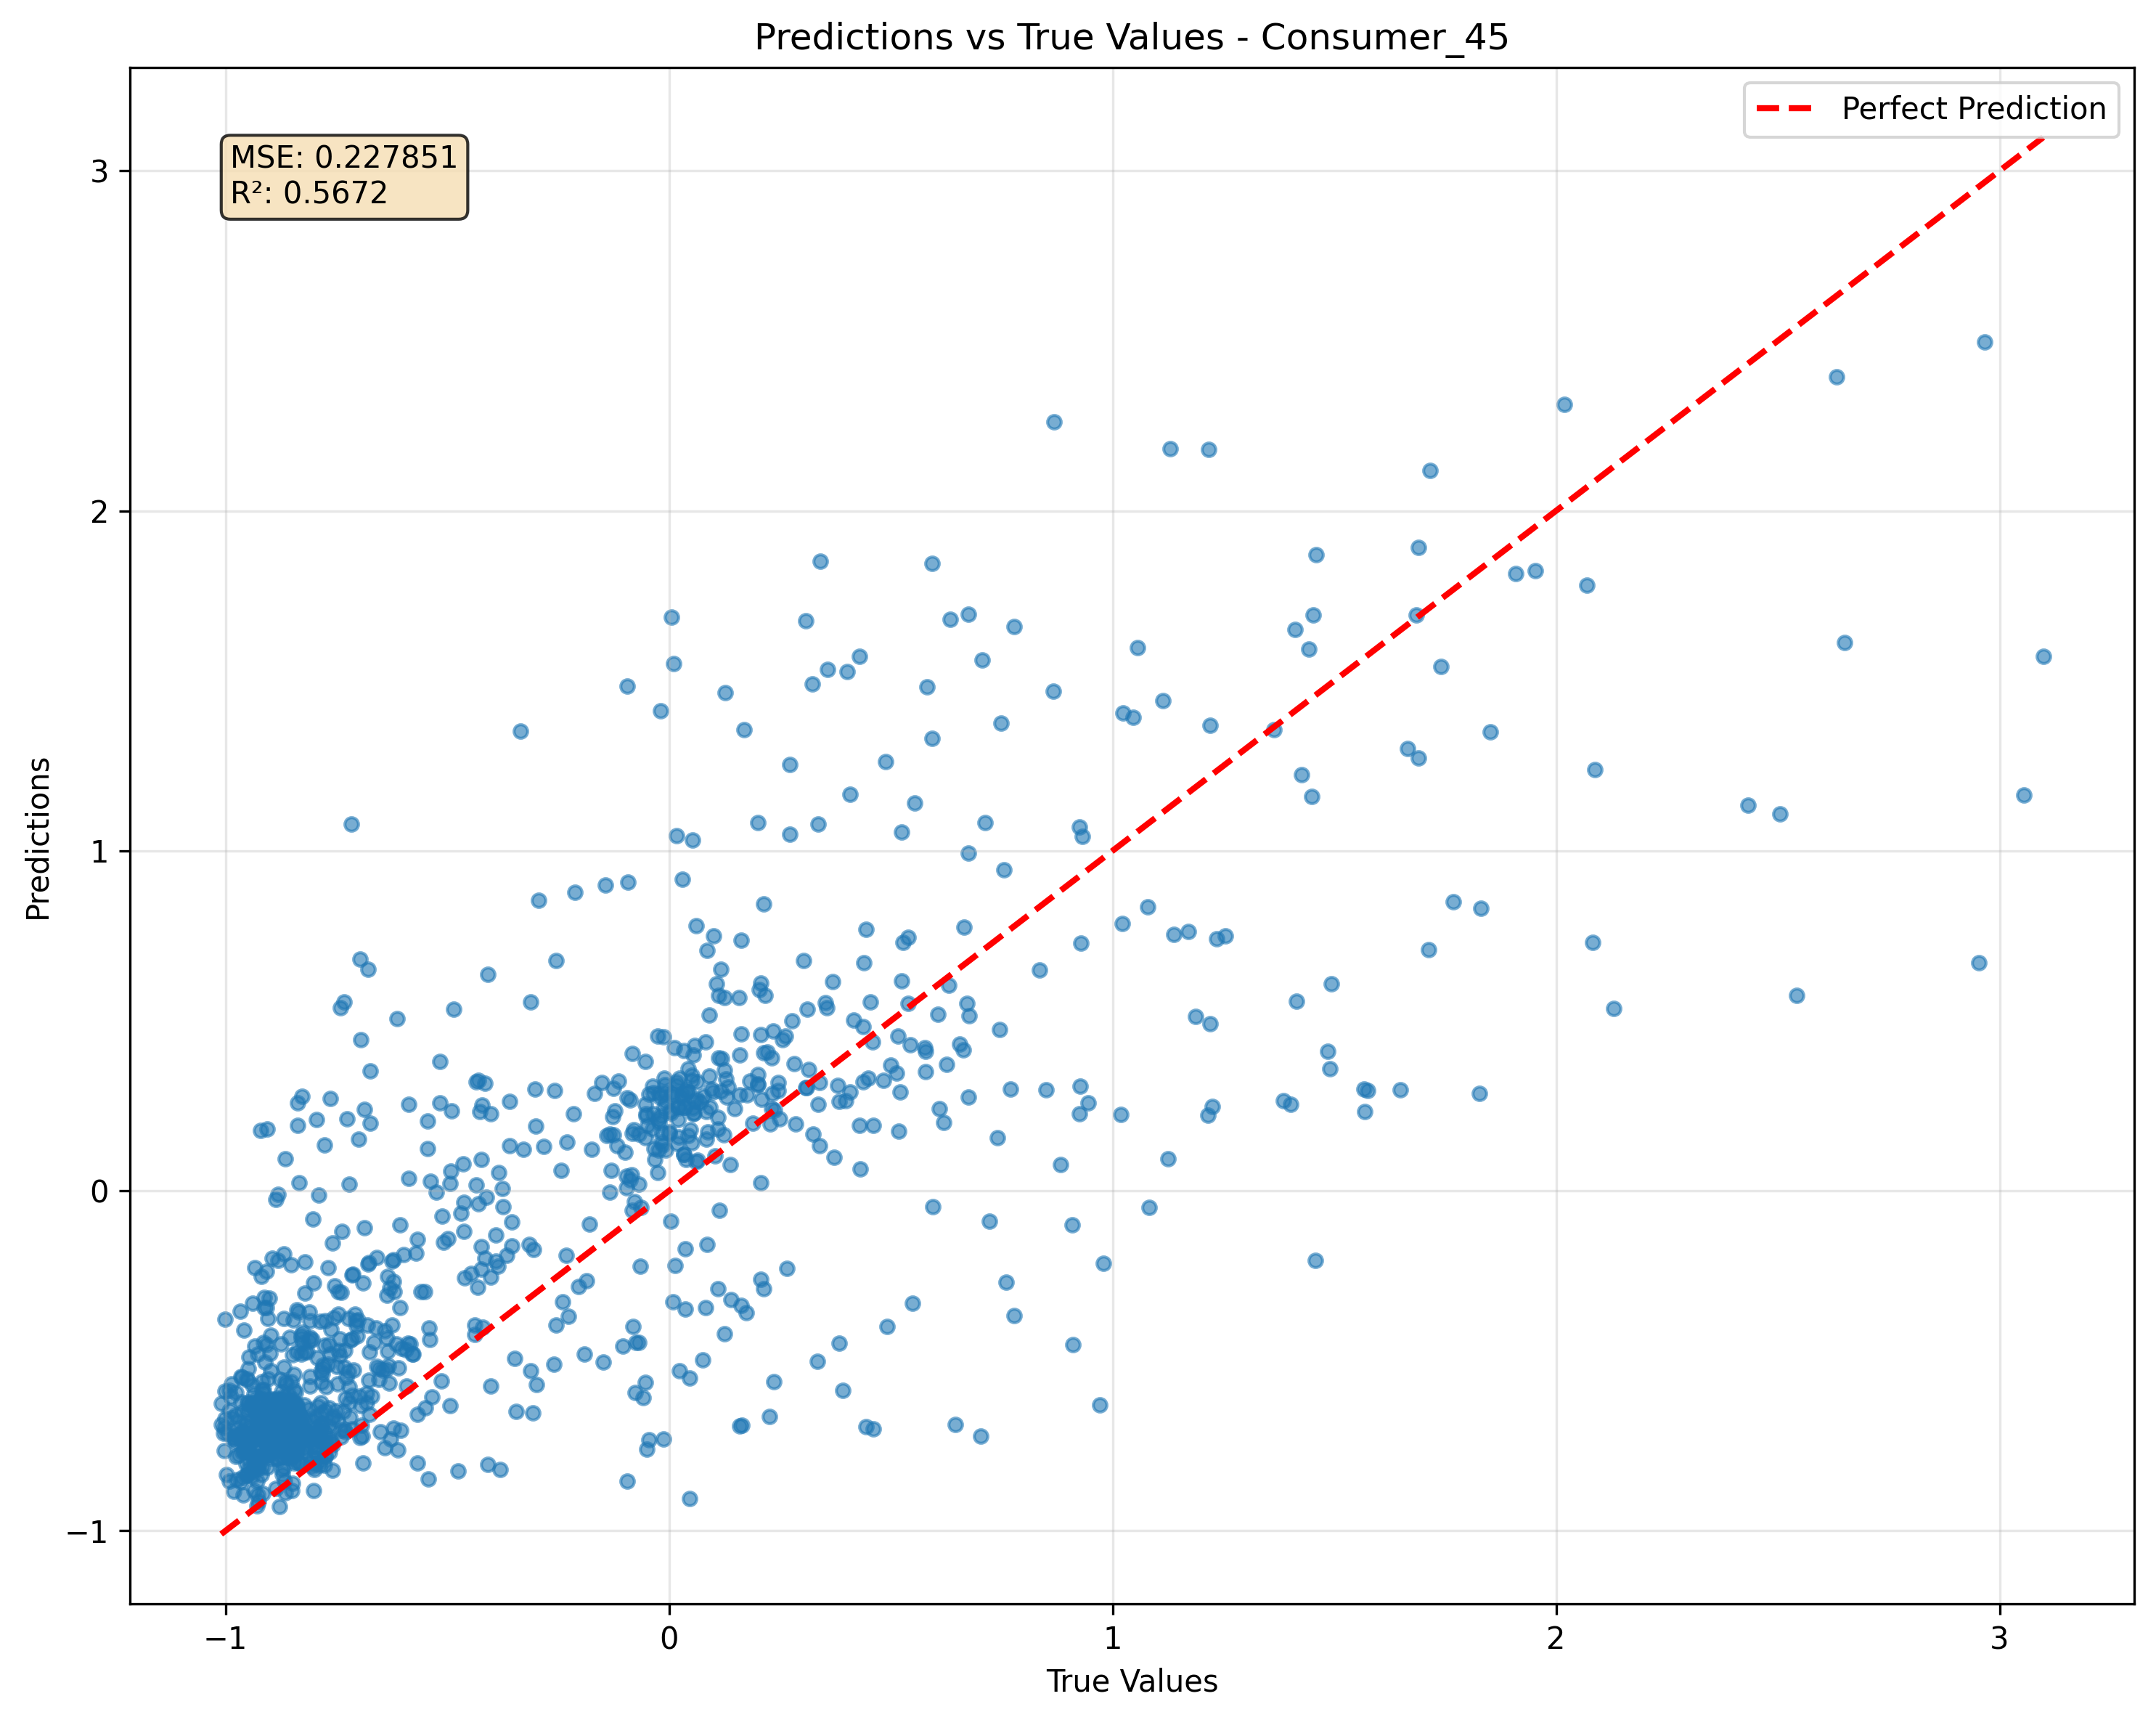 Predictions vs True Values - Consumer_45
Perfect Prediction
MSE: 0.227851
R²: 0.5672
3
2
1
0
−1
Predictions
−1
0
1
2
3
True Values